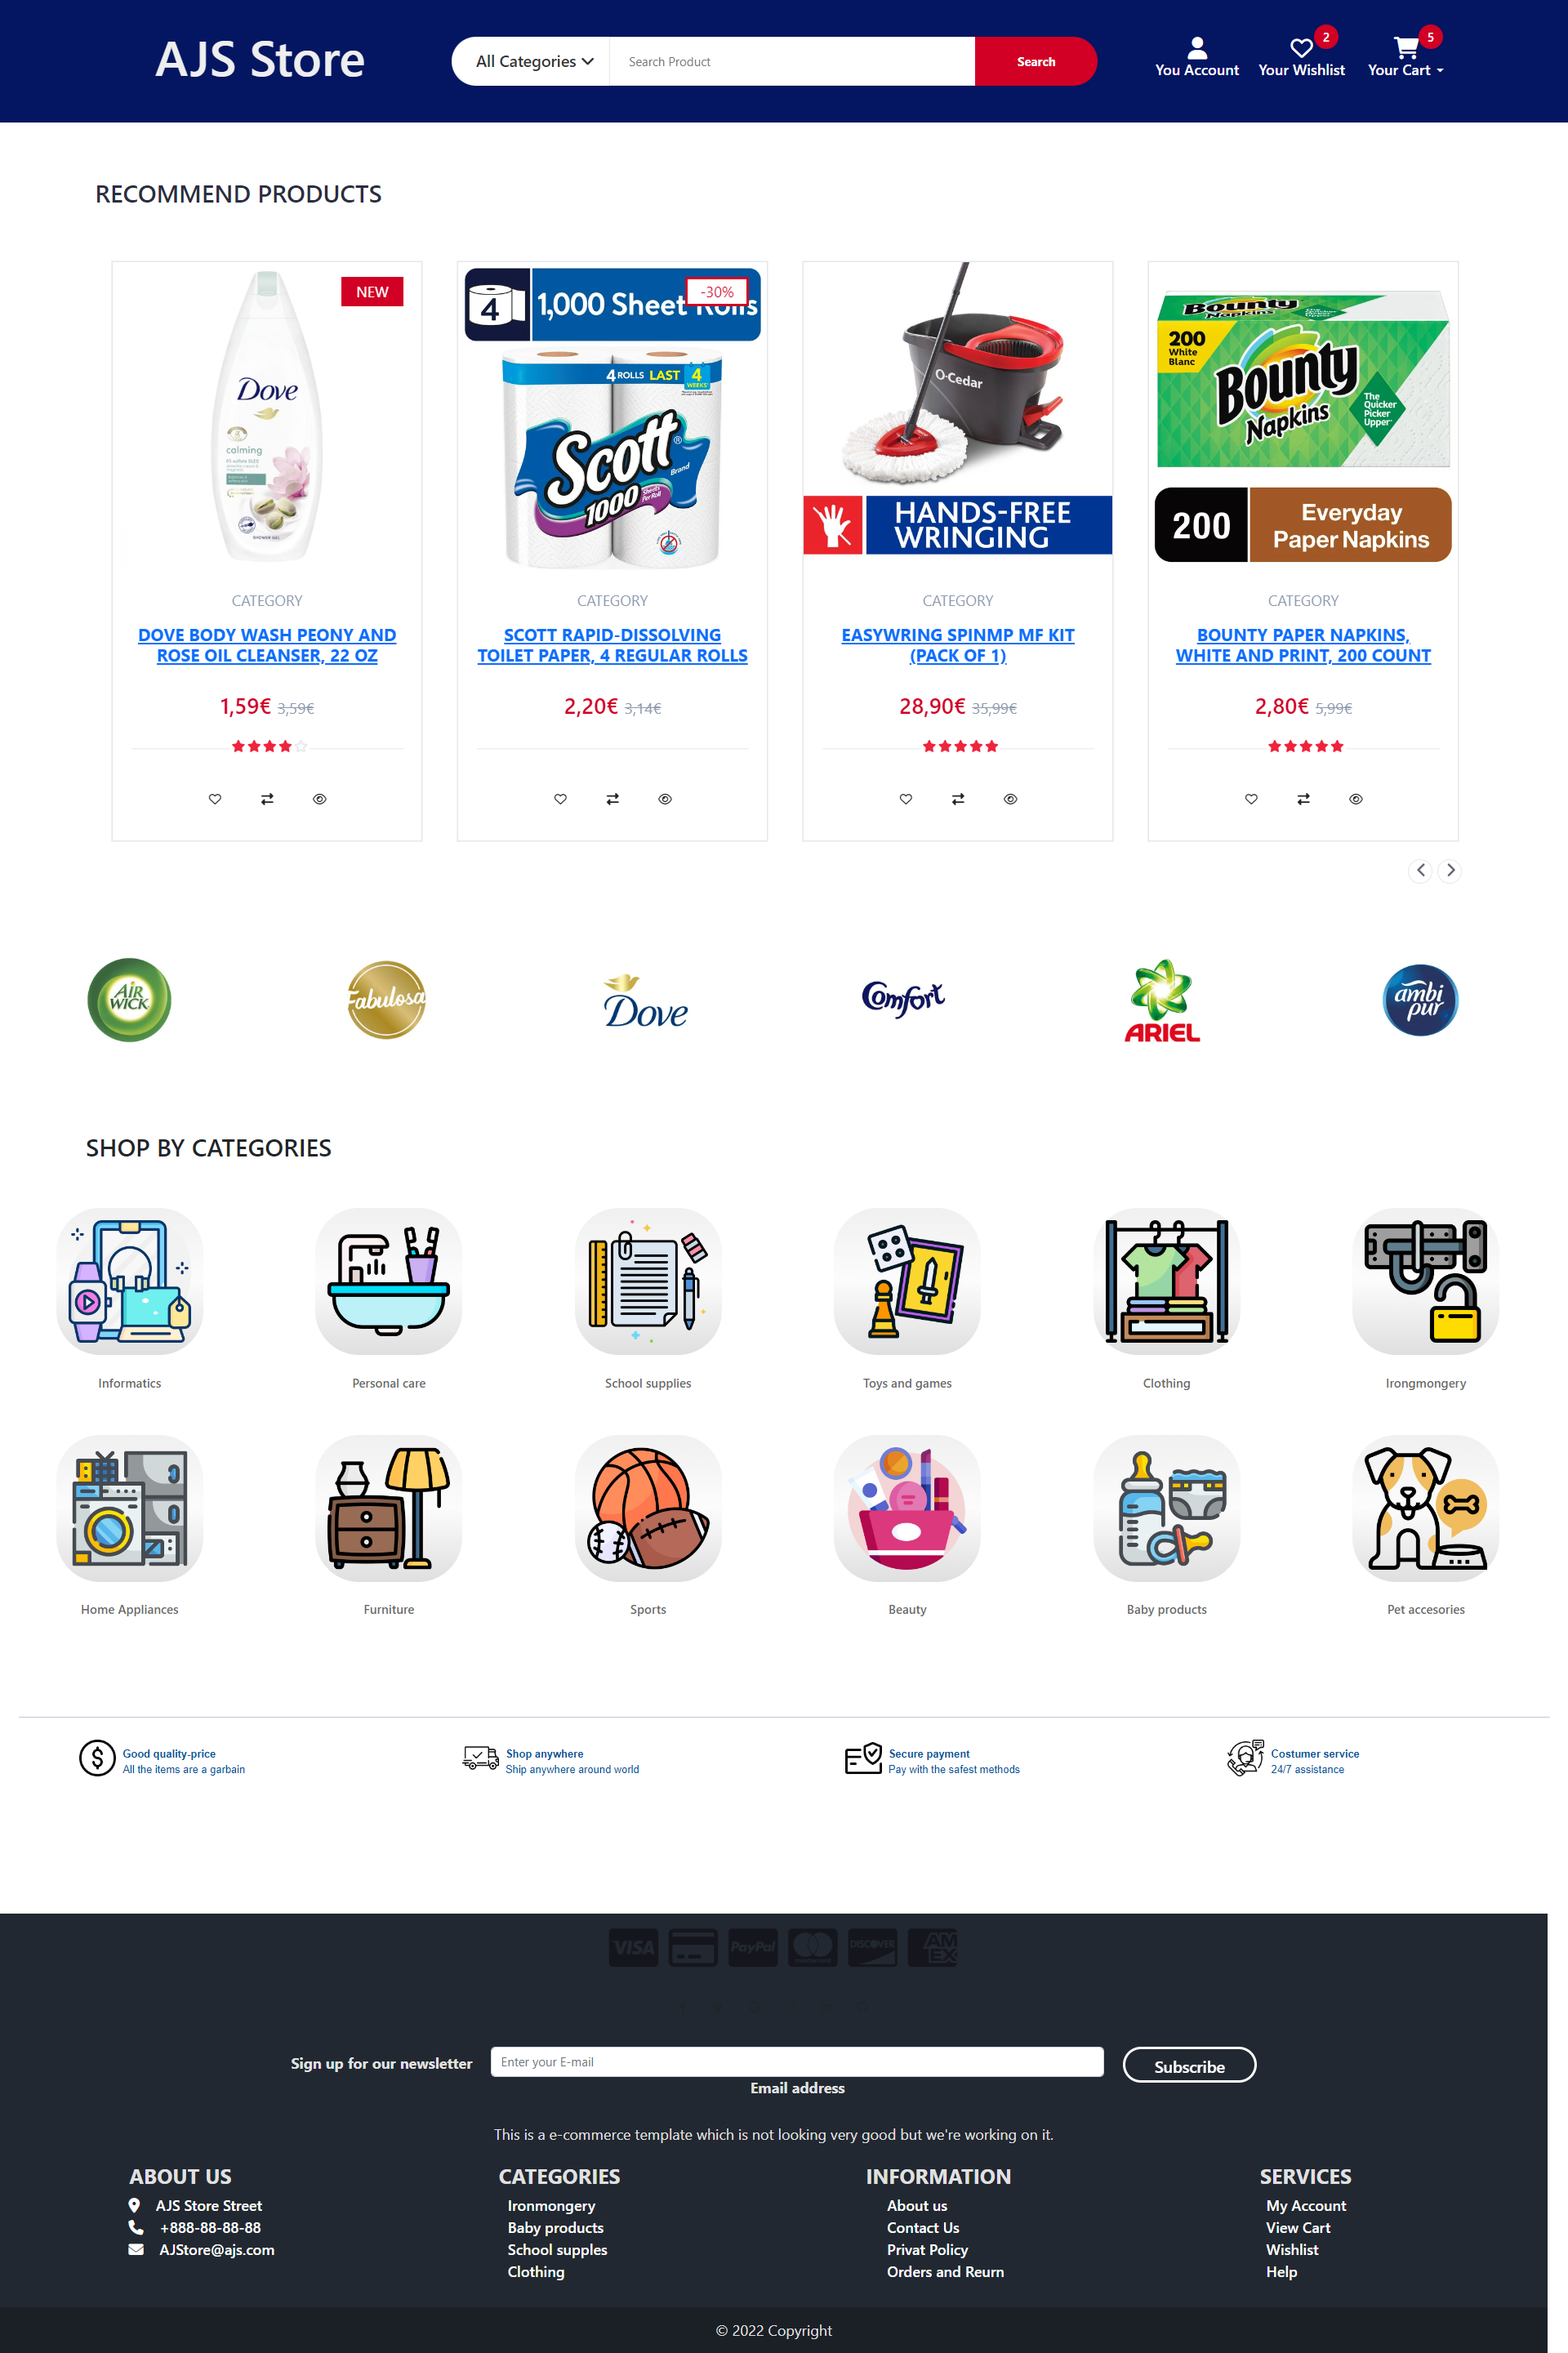 AJS Store
All Categories
Search Product
Search
You Account
2
Your Wishlist
5
Your Cart
RECOMMEND PRODUCTS
NEW
Dove
calming
SHOWER GEL
CATEGORY
DOVE BODY WASH PEONY AND
ROSE OIL CLEANSER, 22 OZ
1,59€ 3,59€
4
1,000 Sheet Rolls
-30%
4 ROLLS LAST 4
WEEKS
Scott®
Brand
1000 Sheets
Per Roll
CATEGORY
SCOTT RAPID-DISSOLVING
TOILET PAPER, 4 REGULAR ROLLS
2,20€ 3,14€
O-Cedar
HANDS-FREE
WRINGING
CATEGORY
EASYWRING SPINMP MF KIT
(PACK OF 1)
28,90€ 35,99€
Bounty
Napkins
200
White
Blanc
Bounty
Napkins
The
Quicker
Picker
Upper
200
Everyday
Paper Napkins
CATEGORY
BOUNTY PAPER NAPKINS,
WHITE AND PRINT, 200 COUNT
2,80€ 5,99€
AIR
WICK
Fabulosa
Dove
Comfort
ARIEL
ambi
pur
SHOP BY CATEGORIES
Informatics
Personal care
School supplies
Toys and games
Clothing
Irongmongery
Home Appliances
Furniture
Sports
Beauty
Baby products
Pet accesories
Good quality-price
All the items are a garbain
Shop anywhere
Ship anywhere around world
Secure payment
Pay with the safest methods
Costumer service
24/7 assistance
VISA
PayPal
mastercard
DISCOVER
AM
EX
Sign up for our newsletter
Enter your E-mail
Subscribe
Email address
This is a e-commerce template which is not looking very good but we're working on it.
ABOUT US
AJS Store Street
+888-88-88-88
AJStore@ajs.com
CATEGORIES
Ironmongery
Baby products
School supples
Clothing
INFORMATION
About us
Contact Us
Privat Policy
Orders and Reurn
SERVICES
My Account
View Cart
Wishlist
Help
© 2022 Copyright